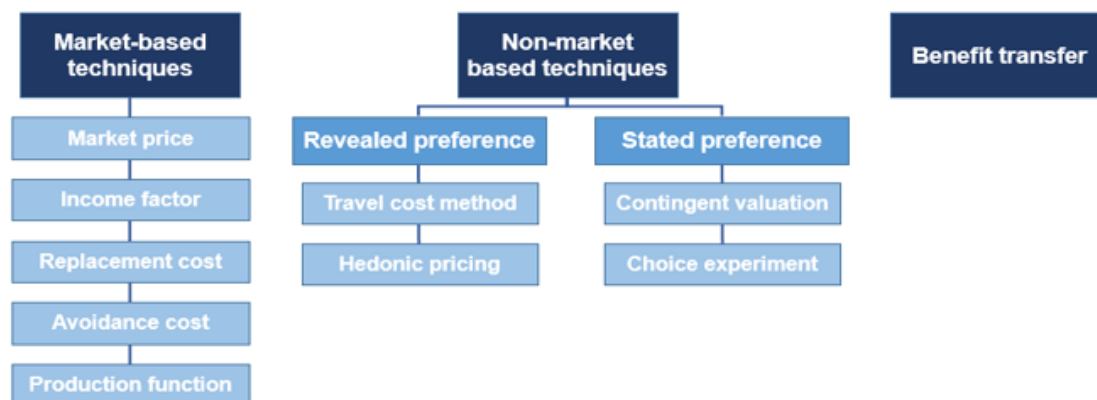 Market-based
techniques
Market price
Income factor
Replacement cost
Avoidance cost
Production function
Non-market
based techniques
Revealed preference
Travel cost method
Hedonic pricing
Stated preference
Contingent valuation
Choice experiment
Benefit transfer